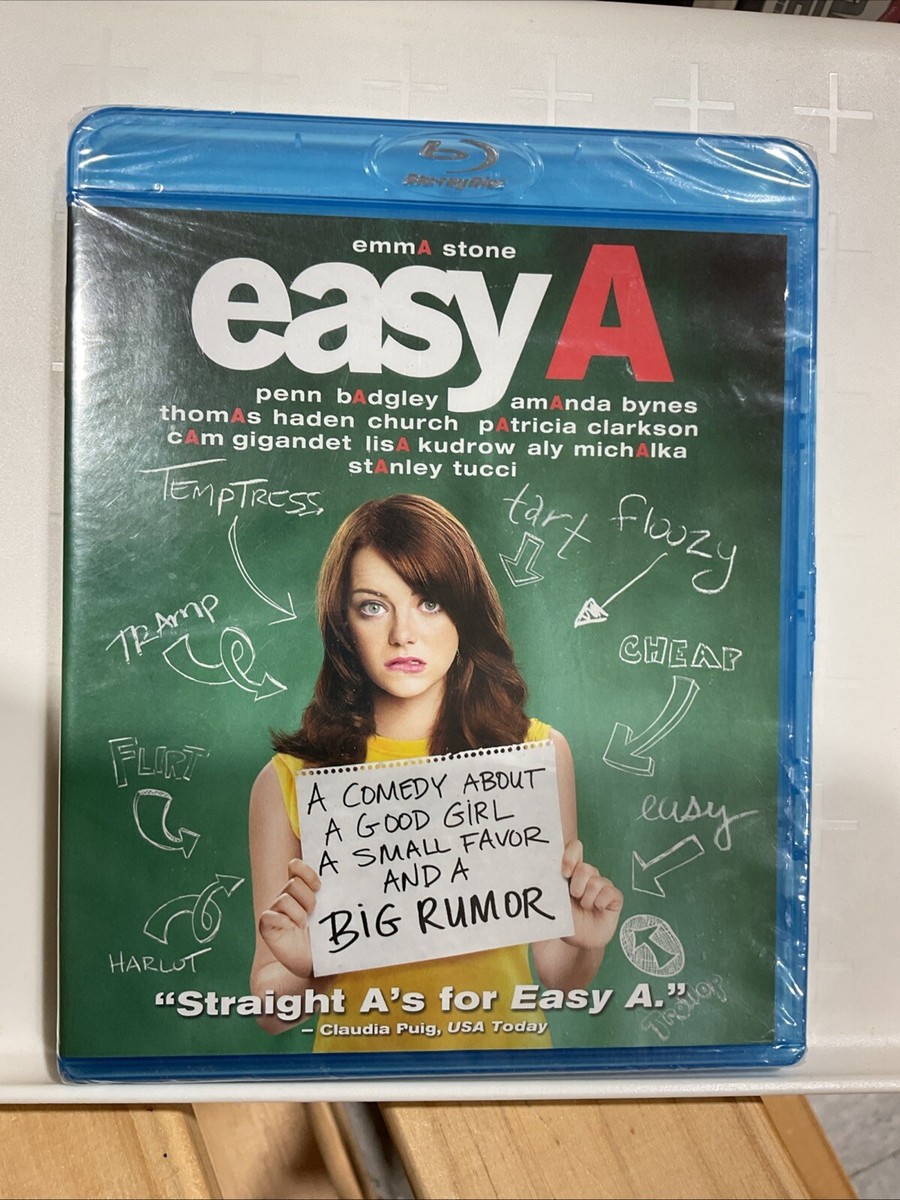 Blu-ray Disc
emmA stone
easy A
penn bAdgley amAnda bynes
thomAs haden church pAtricia clarkson
cAm gigandet lisA kudrow aly michAlka
stAnley tucci
TEMPTRESS
tart
floozy
TRAMP
CHEAP
FLIRT
easy
HARLOT
Trollop
A COMEDY ABOUT
A GOOD GIRL
A SMALL FAVOR
AND A
BIG RUMOR
“Straight A's for Easy A.”
– Claudia Puig, USA Today